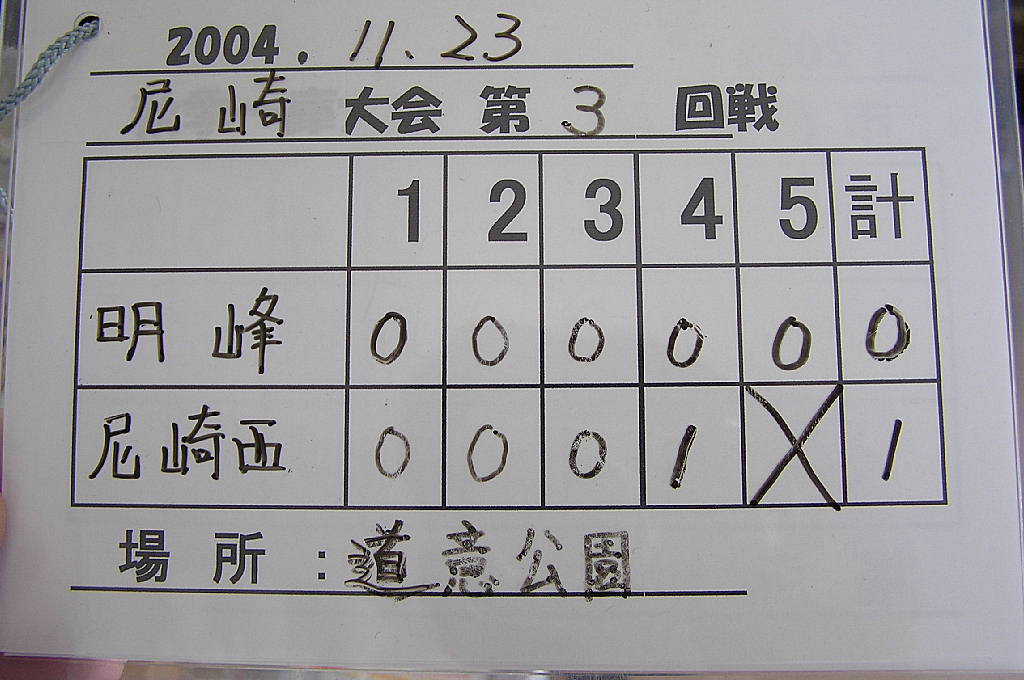 2004. 11. 23
尼崎 大会 第 3 回戦
1 2 3 4 5 計
明峰 0 0 0 0 0 0
尼崎西 0 0 0 1 X 1
場所：道意公園